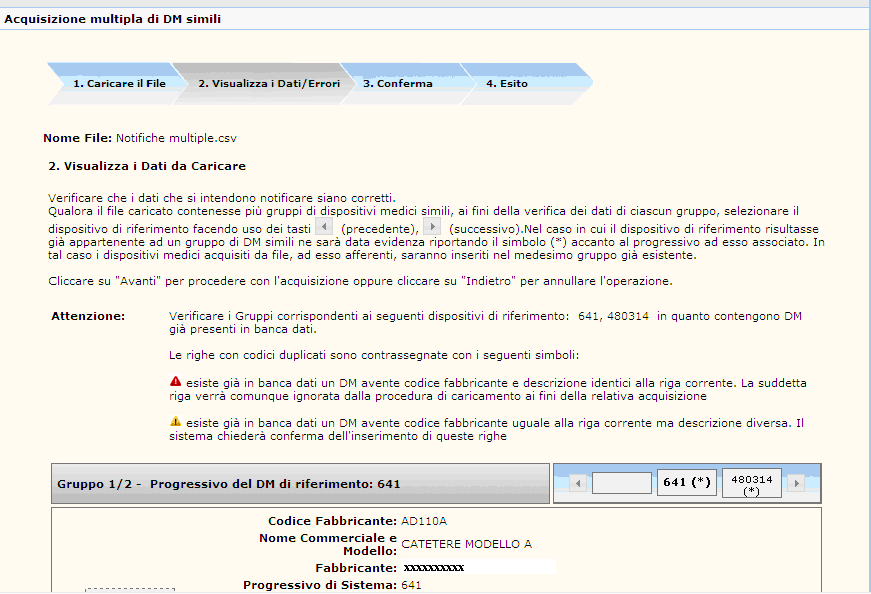 Acquisizione multipla di DM simili
1. Caricare il File
2. Visualizza i Dati/Errori
3. Conferma
4. Esito
Nome File: Notifiche multiple.csv
2. Visualizza i Dati da Caricare
Verificare che i dati che si intendono notificare siano corretti.
Qualora il file caricato contenesse più gruppi di dispositivi medici simili, ai fini della verifica dei dati di ciascun gruppo, selezionare il
dispositivo di riferimento facendo uso dei tasti (precedente), (successivo).Nel caso in cui il dispositivo di riferimento risultasse
già appartenente ad un gruppo di DM simili ne sarà data evidenza riportando il simbolo (*) accanto al progressivo ad esso associato. In
tal caso i dispositivi medici acquisiti da file, ad esso afferenti, saranno inseriti nel medesimo gruppo già esistente.
Cliccare su "Avanti" per procedere con l'acquisizione oppure cliccare su "Indietro" per annullare l'operazione.
Attenzione: Verificare i Gruppi corrispondenti ai seguenti dispositivi di riferimento: 641, 480314 in quanto contengono DM
già presenti in banca dati.
Le righe con codici duplicati sono contrassegnate con i seguenti simboli:
esiste già in banca dati un DM avente codice fabbricante e descrizione identici alla riga corrente. La suddetta
riga verrà comunque ignorata dalla procedura di caricamento ai fini della relativa acquisizione
esiste già in banca dati un DM avente codice fabbricante uguale alla riga corrente ma descrizione diversa. Il
sistema chiederà conferma dell'inserimento di queste righe
Gruppo 1/2 - Progressivo del DM di riferimento: 641
641 (*)
480314
(*)
Codice Fabbricante: AD110A
Nome Commerciale e
Modello: CATETERE MODELLO A
Fabbricante: xxxxxxxxxx
Progressivo di Sistema: 641